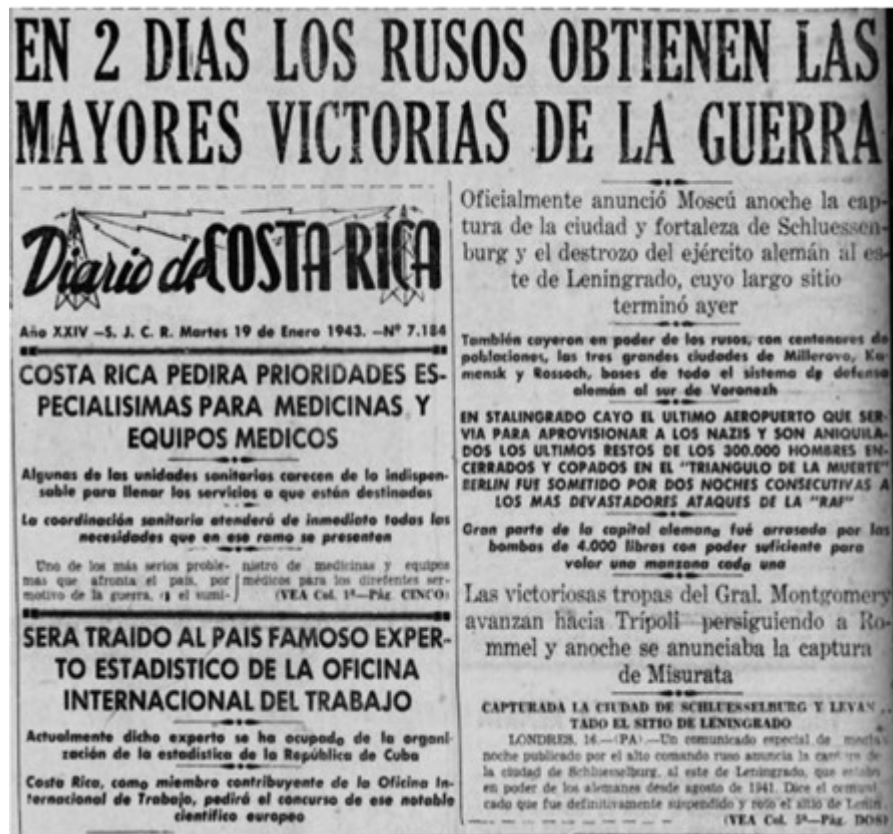 EN 2 DIAS LOS RUSOS OBTIENEN LAS
MAYORES VICTORIAS DE LA GUERRA
Diario de COSTA RICA
Año XXIV –S. J. C. R. Martes 19 de Enero 1943. –Nº 7.184
COSTA RICA PEDIRA PRIORIDADES ES-
PECIALISIMAS PARA MEDICINAS Y
EQUIPOS MEDICOS
Algunas de las unidades sanitarias carecen de lo indispen-
sable para llenar los servicios a que están destinados
La coordinación sanitaria atenderá de inmediato todas las
necesidades que en ese ramo se presenten
Uno de los más serios proble-
mas que afronta el país, por
motivo de la guerra, el sumi-
nistro de medicinas y equipos
médicos para los direfentes ser-
(VEA Col. 1ª—Pág. CINCO)
SERA TRAIDO AL PAIS FAMOSO EXPER-
TO ESTADISTICO DE LA OFICINA
INTERNACIONAL DEL TRABAJO
Actualmente dicho experto se ha ocupado de la organi-
zación de la estadística de la República de Cuba
Costa Rica, como miembro contribuyente de la Oficina In-
ternacional de Trabajo, pedirá el concurso de ese notable
científico europeo
Oficialmente anunció Moscú anoche la cap-
tura de la ciudad y fortaleza de Schluessen-
burg y el destrozo del ejército alemán al es-
te de Leningrado, cuyo largo sitio
terminó ayer
También cayeron en poder de los rusos, con centenares de
poblaciones, las tres grandes ciudades de Millerovo, Ka
mensk y Rossoch, bases de todo el sistema de defensa
alemán al sur de Voronezh
EN STALINGRADO CAYO EL ULTIMO AEROPUERTO QUE SER-
VIA PARA APROVISIONAR A LOS NAZIS Y SON ANIQUILA-
DOS LOS ULTIMOS RESTOS DE LOS 300.000 HOMBRES EN-
CERRADOS Y COPADOS EN EL "TRIANGULO DE LA MUERTE"
BERLIN FUE SOMETIDO POR DOS NOCHES CONSECUTIVAS A
LOS MAS DEVASTADORES ATAQUES DE LA "RAF"
Gran parte de la capital alemana fué arrasada por las
bombas de 4.000 libras con poder suficiente para
volar una manzana cada una
Las victoriosas tropas del Gral. Montgomery
avanzan hacia Trípoli persiguiendo a Ro-
mmel y anoche se anunciaba la captura
de Misurata
CAPTURADA LA CIUDAD DE SCHLUESSELBURG Y LEVAN
TADO EL SITIO DE LENINGRADO
LONDRES, 16.—(PA).—Un comunicado especial de media
noche publicado por el alto comando ruso anuncia la captura de
la ciudad de Schluesselburg, al este de Leningrado, que estaba
en poder de los alemanes desde agosto de 1941. Dice el comuni
cado que fue definitivamente suspendido y roto el sitio de Lenin
(VEA Col. 5ª—Pág. DOS)